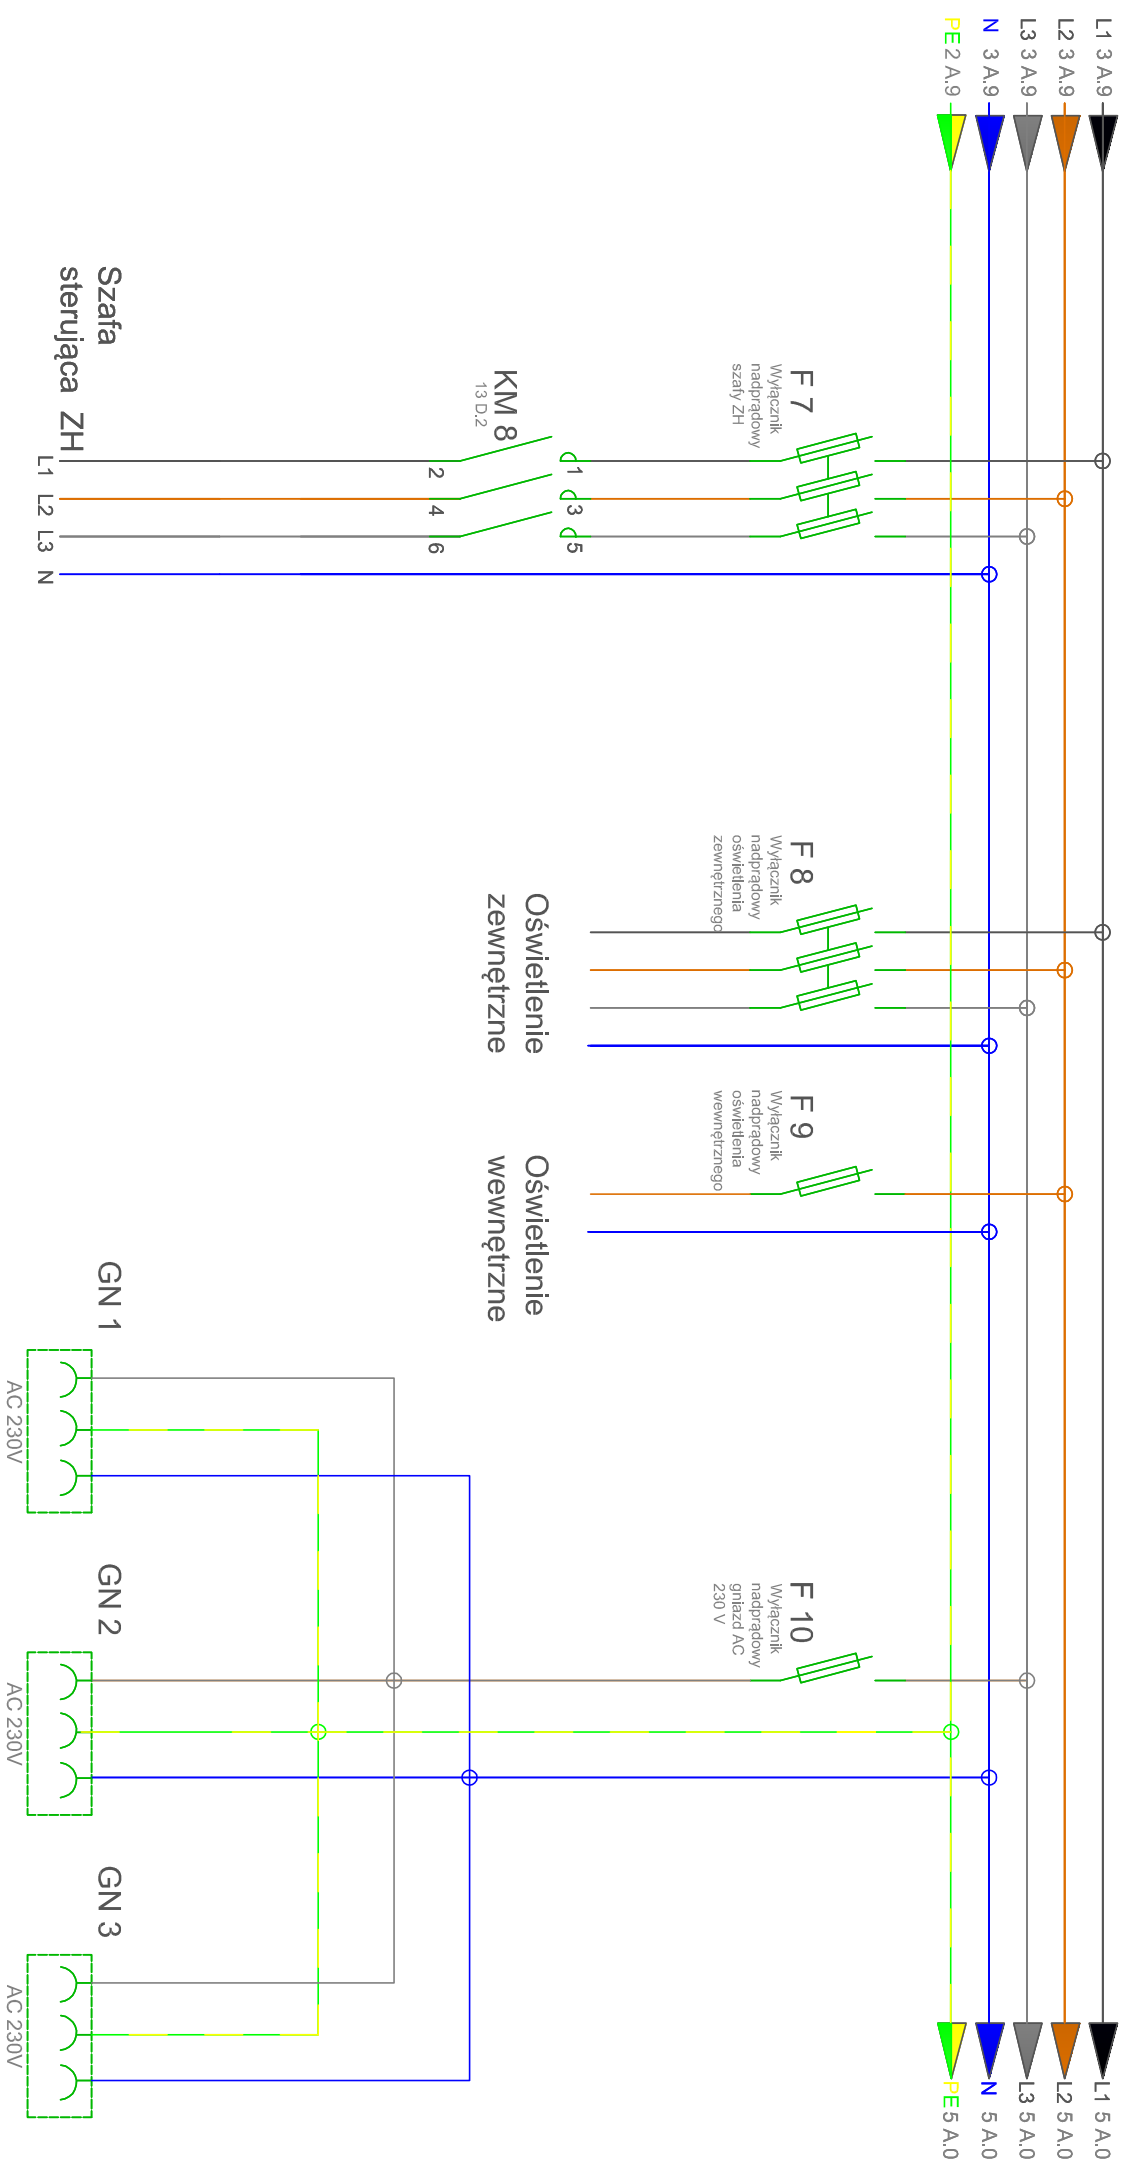 L1 3 A.9
L2 3 A.9
L3 3 A.9
N 3 A.9
PE 2 A.9
F 7
Wyłącznik
nadprądowy
szafy ZH
KM 8
13 D.2
1
3
5
2
4
6
Szafa
sterująca ZH
L1
L2
L3
N
F 8
Wyłącznik
nadprądowy
oświetlenia
zewnętrznego
Oświetlenie
zewnętrzne
F 9
Wyłącznik
nadprądowy
oświetlenia
wewnętrznego
Oświetlenie
wewnętrzne
F 10
Wyłącznik
nadprądowy
gniazd AC
230 V
GN 1
AC 230V
GN 2
AC 230V
GN 3
AC 230V
L1 5 A.0
L2 5 A.0
L3 5 A.0
N 5 A.0
PE 5 A.0